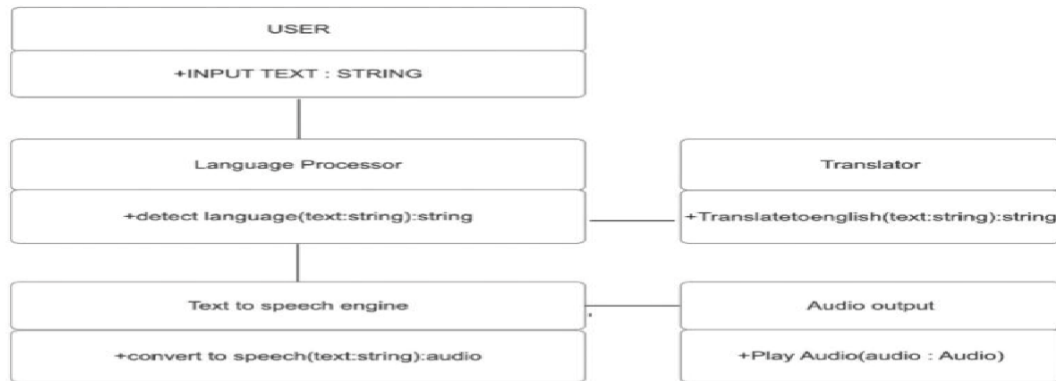 USER
+INPUT TEXT : STRING
Language Processor
+detect language(text:string):string
Translator
+Translatetoenglish(text:string):string
Text to speech engine
+convert to speech(text:string):audio
Audio output
+Play Audio(audio : Audio)